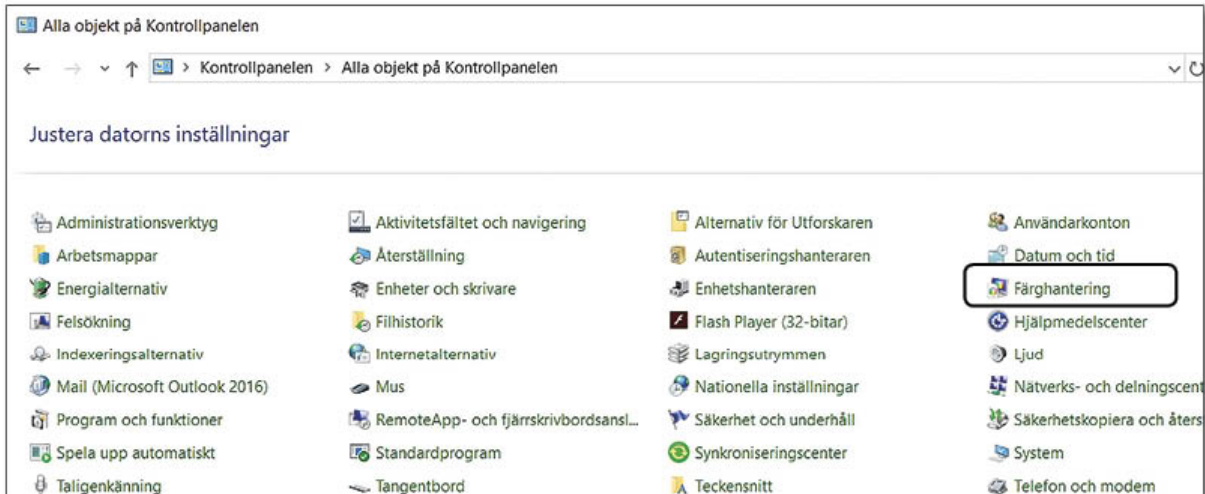 Alla objekt på Kontrollpanelen
Kontrollpanelen > Alla objekt på Kontrollpanelen
Justera datorns inställningar
Administrationsverktyg Aktivitetsfältet och navigering Alternativ för Utforskaren Användarkonton
Arbetsmappar Återställning Autentiseringshanteraren Datum och tid
Energialternativ Enheter och skrivare Enhetshanteraren Färghantering
Felsökning Filhistorik Flash Player (32-bitar) Hjälpmedelscenter
Indexeringsalternativ Internetalternativ Lagringsutrymmen Ljud
Mail (Microsoft Outlook 2016) Mus Nationella inställningar Nätverks- och delningscent
Program och funktioner RemoteApp- och fjärrskrivbordsansl... Säkerhet och underhåll Säkerhetskopiera och åters
Spela upp automatiskt Standardprogram Synkroniseringscenter System
Taligenkänning Tangentbord Teckensnitt Telefon och modem